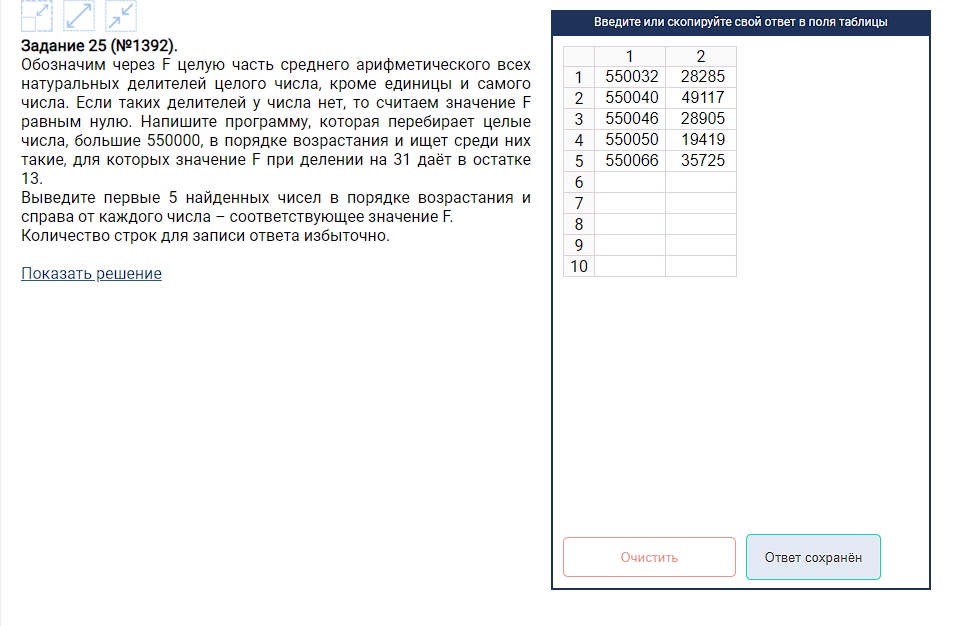 Задание 25 (№1392).
Обозначим через F целую часть среднего арифметического всех
натуральных делителей целого числа, кроме единицы и самого
числа. Если таких делителей у числа нет, то считаем значение F
равным нулю. Напишите программу, которая перебирает целые
числа, большие 550000, в порядке возрастания и ищет среди них
такие, для которых значение F при делении на 31 даёт в остатке
13.
Выведите первые 5 найденных чисел в порядке возрастания и
справа от каждого числа – соответствующее значение F.
Количество строк для записи ответа избыточно.
Показать решение
Введите или скопируйте свой ответ в поля таблицы
1 2
1 550032 28285
2 550040 49117
3 550046 28905
4 550050 19419
5 550066 35725
6
7
8
9
10
Очистить
Ответ сохранён